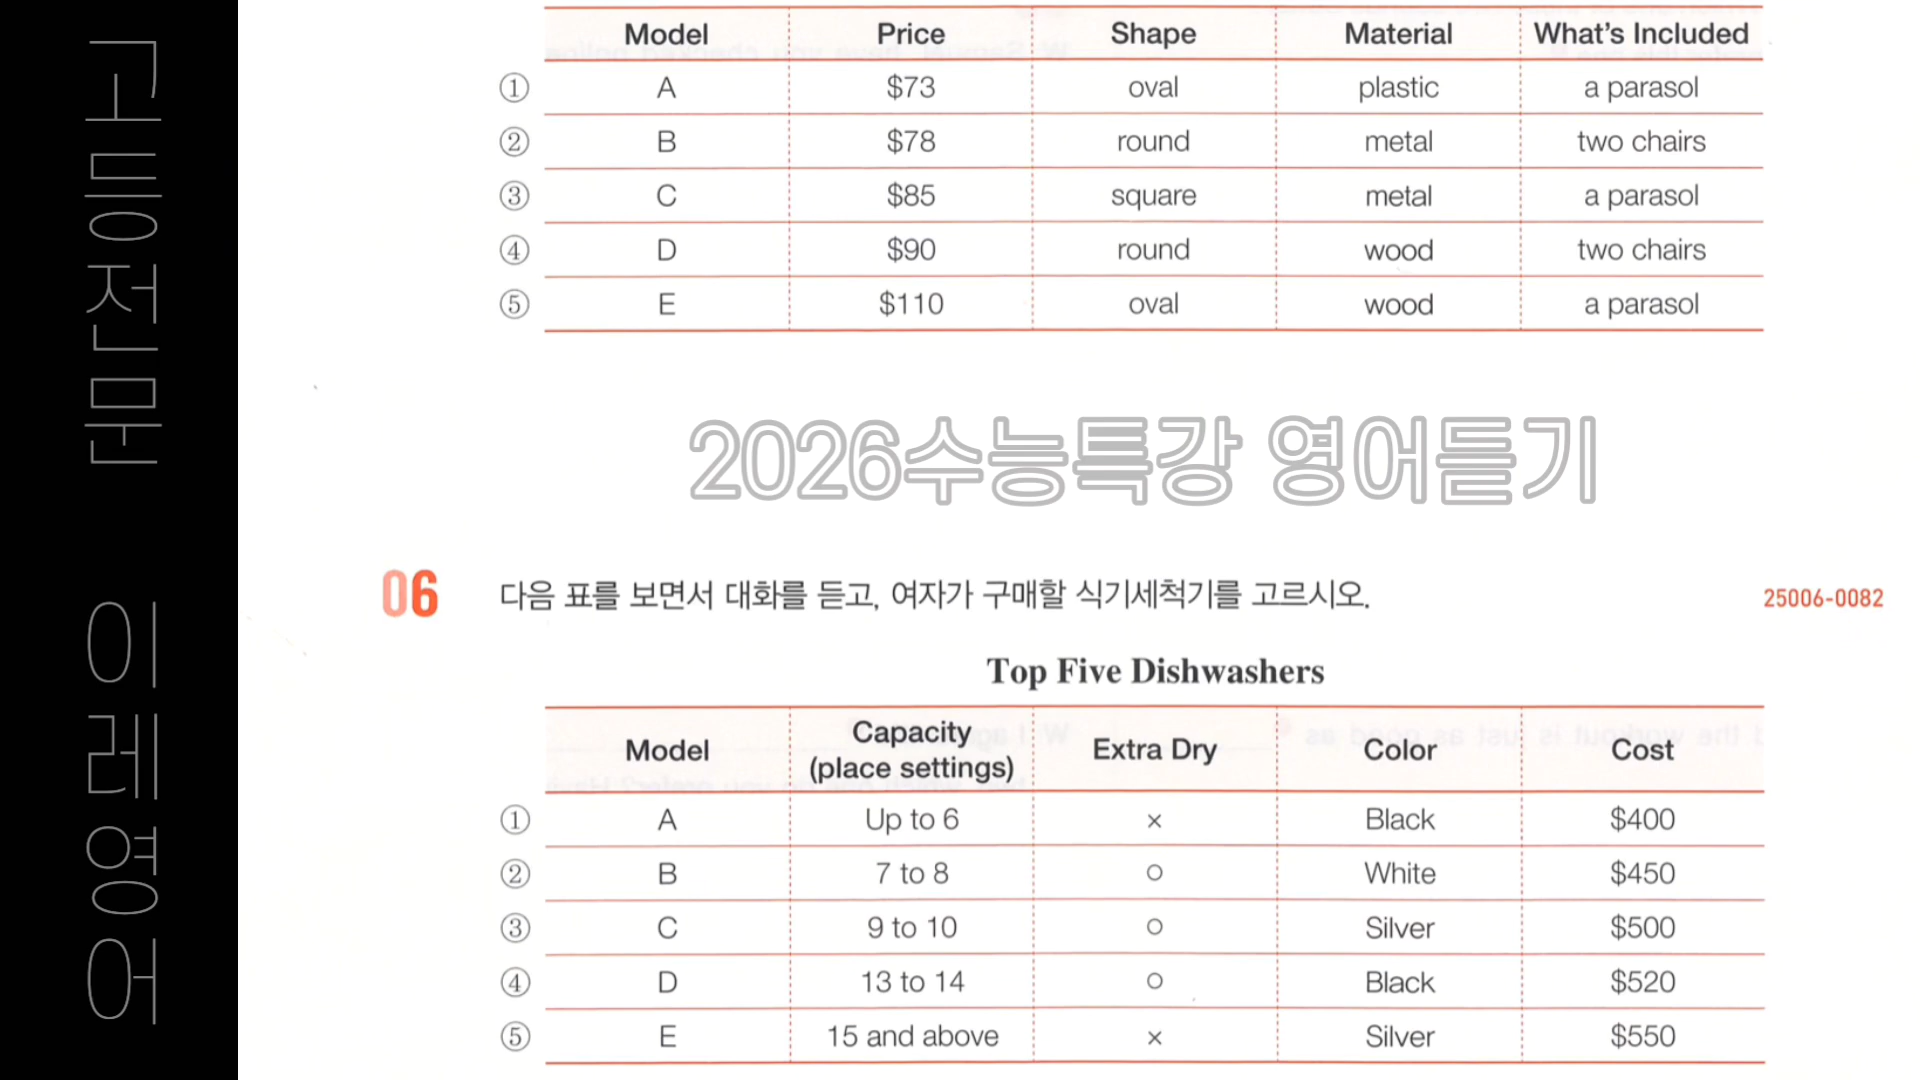 고등전문 이레영어
Model Price Shape Material What's Included
① A $73 oval plastic a parasol
② B $78 round metal two chairs
③ C $85 square metal a parasol
④ D $90 round wood two chairs
⑤ E $110 oval wood a parasol
2026수능특강 영어듣기
06 다음 표를 보면서 대화를 듣고, 여자가 구매할 식기세척기를 고르시오. 25006-0082
Top Five Dishwashers
Model Capacity (place settings) Extra Dry Color Cost
① A Up to 6 × Black $400
② B 7 to 8 ○ White $450
③ C 9 to 10 ○ Silver $500
④ D 13 to 14 ○ Black $520
⑤ E 15 and above × Silver $550